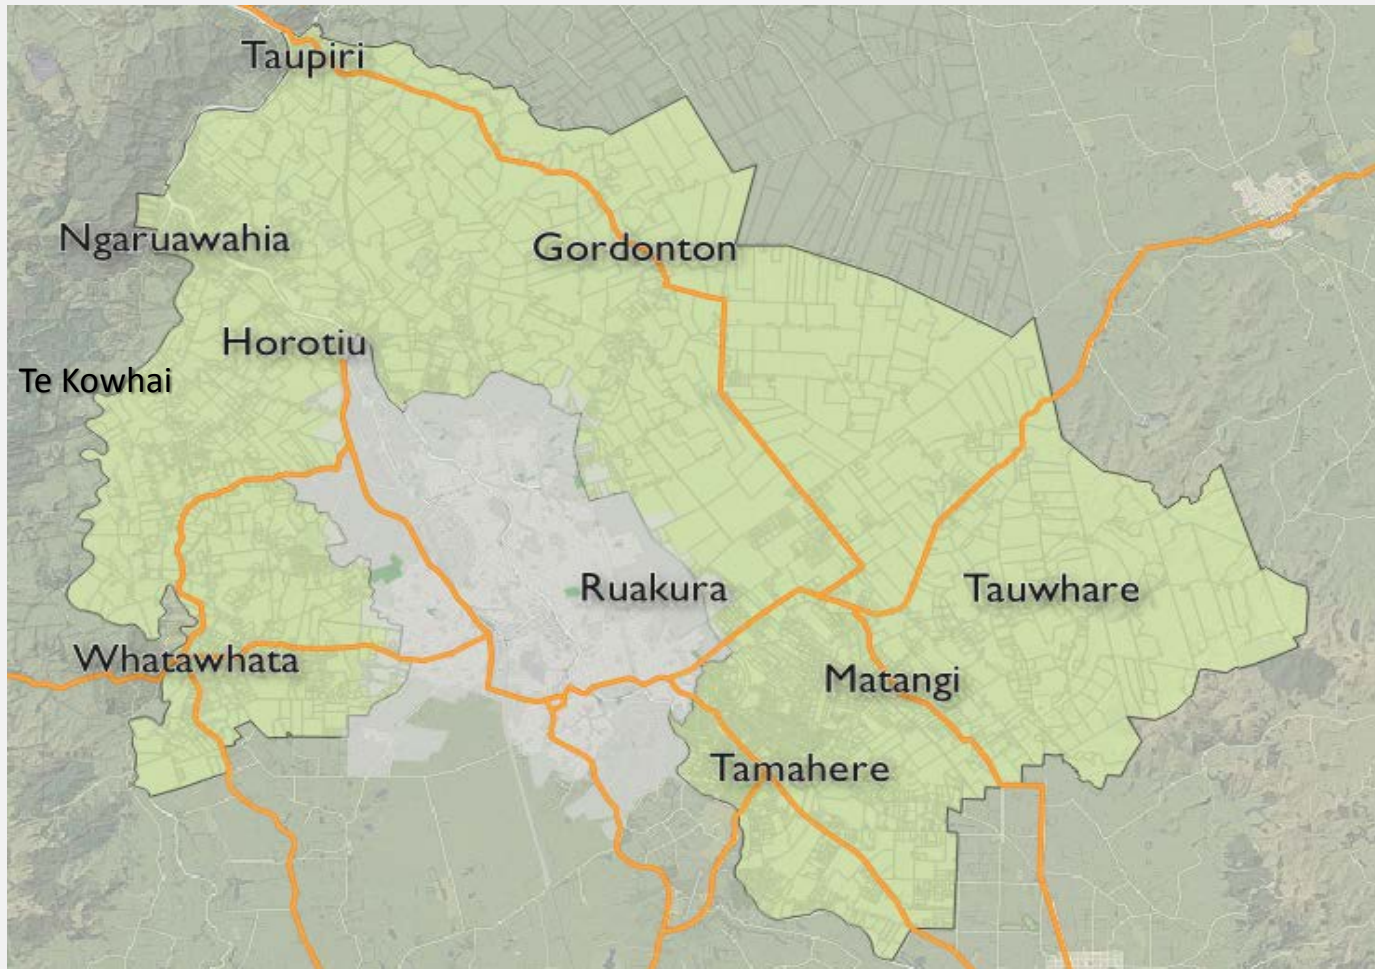 Taupiri
Ngaruawahia
Gordonton
Horotiu
Te Kowhai
Ruakura
Tauwhare
Whatawhata
Matangi
Tamahere